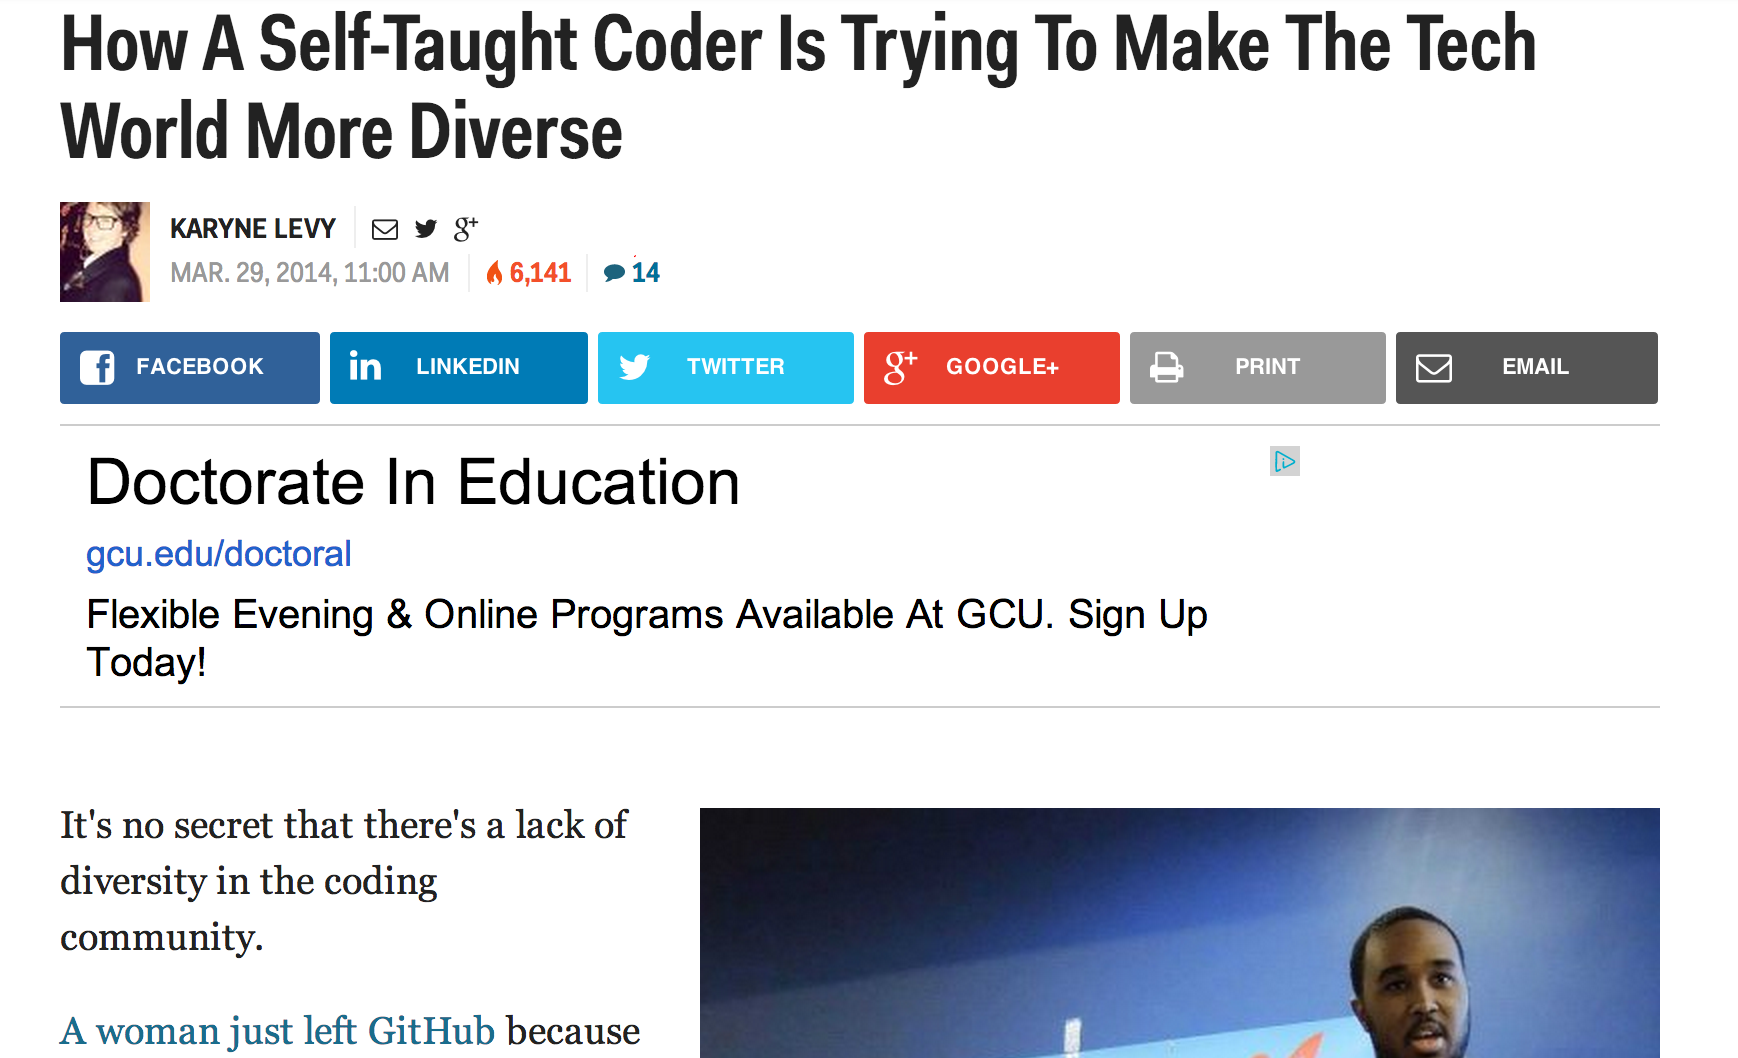 How A Self-Taught Coder Is Trying To Make The Tech
World More Diverse
KARYNE LEVY g+
MAR. 29, 2014, 11:00 AM 6,141 14
f FACEBOOK in LINKEDIN TWITTER g+ GOOGLE+ PRINT EMAIL
Doctorate In Education
gcu.edu/doctoral
Flexible Evening & Online Programs Available At GCU. Sign Up
Today!
It's no secret that there's a lack of
diversity in the coding
community.
A woman just left GitHub because